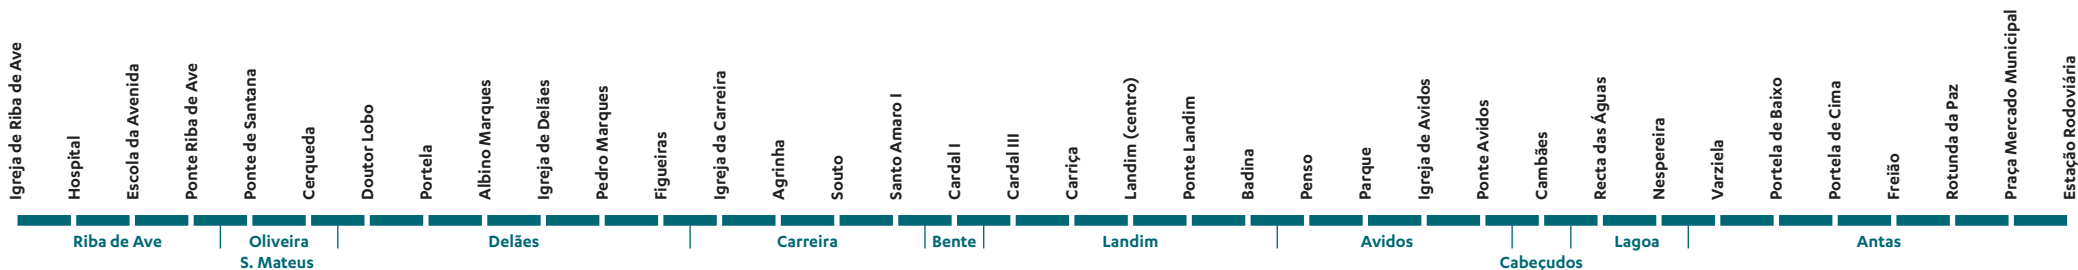 Igreja de Riba de Ave
Hospital
Escola da Avenida
Ponte Riba de Ave
Ponte de Santana
Cerqueda
Doutor Lobo
Portela
Albino Marques
Igreja de Delães
Pedro Marques
Figueiras
Igreja da Carreira
Agrinha
Souto
Santo Amaro I
Cardal I
Cardal III
Carriça
Landim (centro)
Ponte Landim
Badina
Penso
Parque
Igreja de Avidos
Ponte Avidos
Cambães
Recta das Águas
Nespereira
Varziela
Portela de Baixo
Portela de Cima
Freião
Rotunda da Paz
Praça Mercado Municipal
Estação Rodoviária
Riba de Ave
Oliveira
S. Mateus
Delães
Carreira
Bente
Landim
Avidos
Cabeçudos
Lagoa
Antas